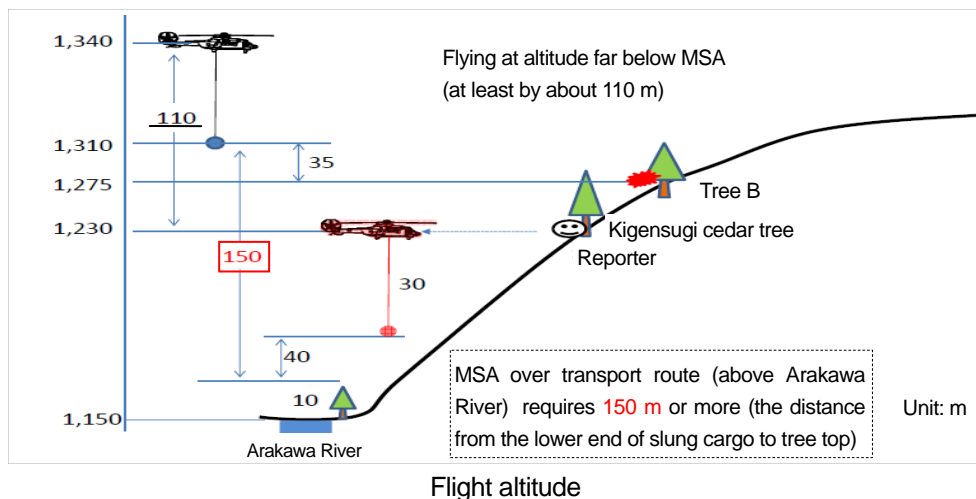 1,340
Flying at altitude far below MSA
(at least by about 110 m)
110
1,310
35
1,275
Tree B
1,230
Kigensugi cedar tree
Reporter
150
30
40
MSA over transport route (above Arakawa
River) requires 150 m or more (the distance
from the lower end of slung cargo to tree top)
Unit: m
10
1,150
Arakawa River
Flight altitude